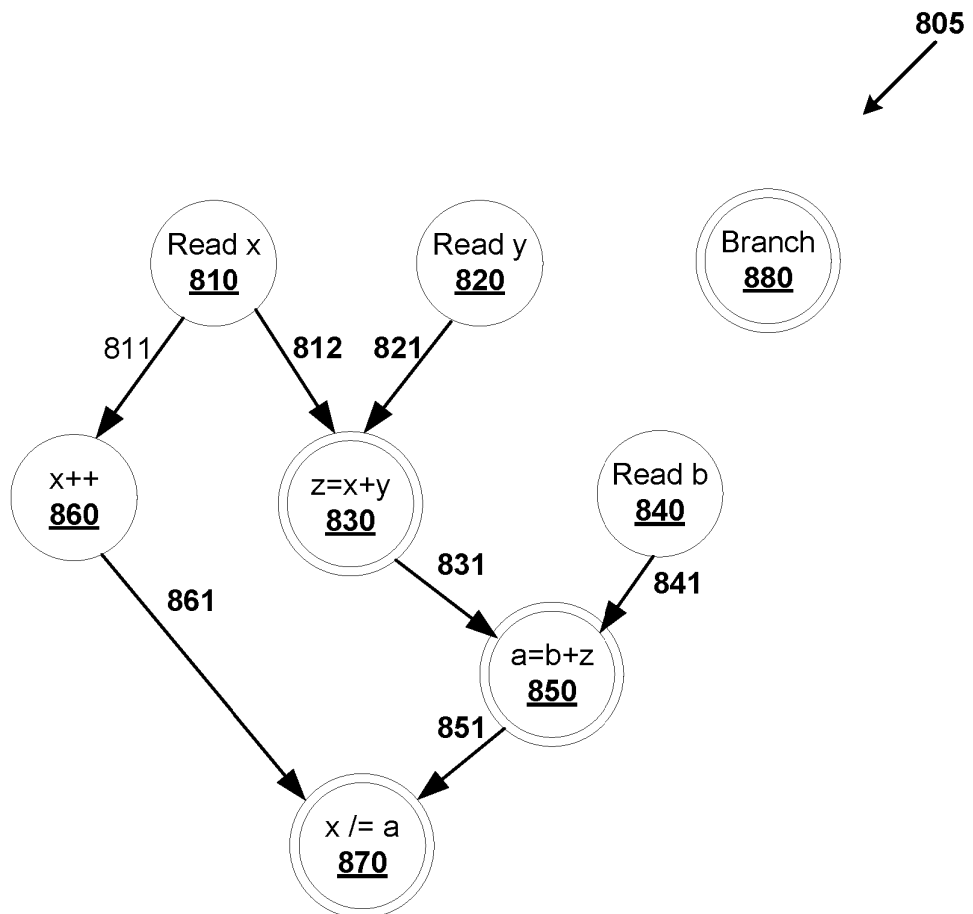 805
Read x
810
Read y
820
Branch
880
811
812
821
x++
860
z=x+y
830
Read b
840
831
841
861
a=b+z
850
851
x /= a
870